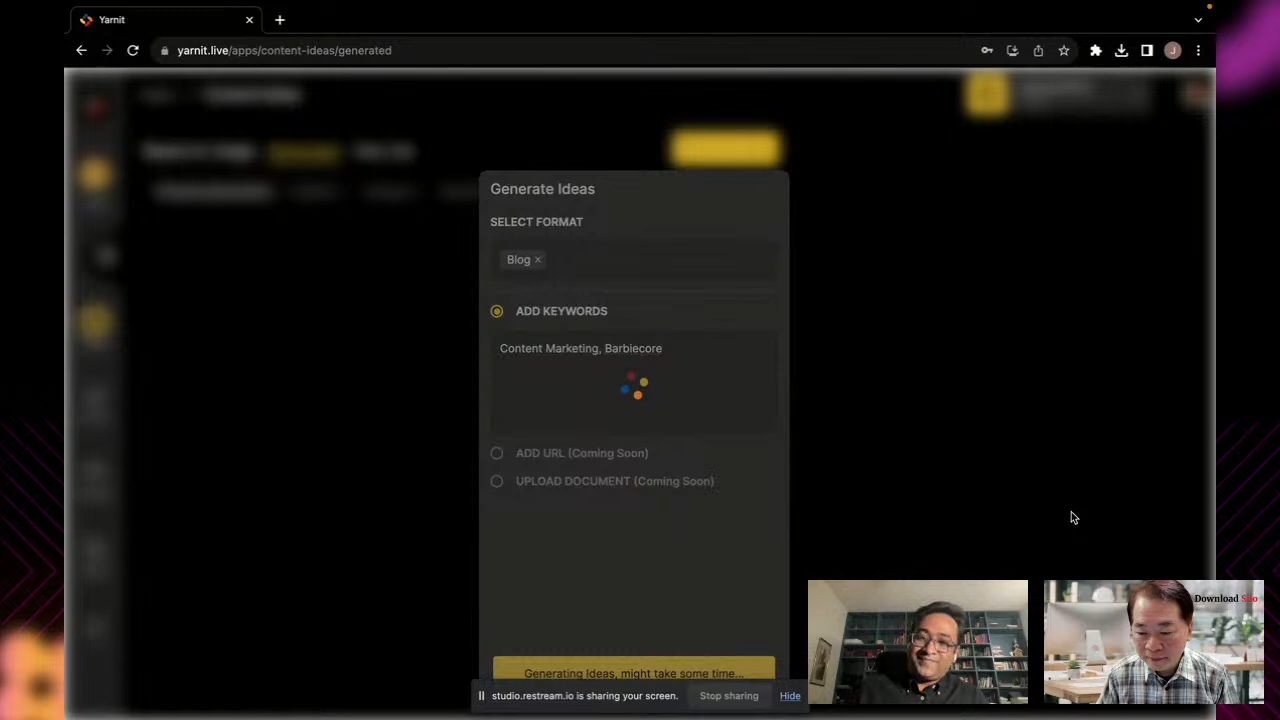 Yarnit
yarnit.live/apps/content-ideas/generated
J
Generate Ideas
SELECT FORMAT
Blog ×
ADD KEYWORDS
Content Marketing, Barbiecore
ADD URL (Coming Soon)
UPLOAD DOCUMENT (Coming Soon)
Generating Ideas, might take some time...
studio.restream.io is sharing your screen. Stop sharing Hide
Download